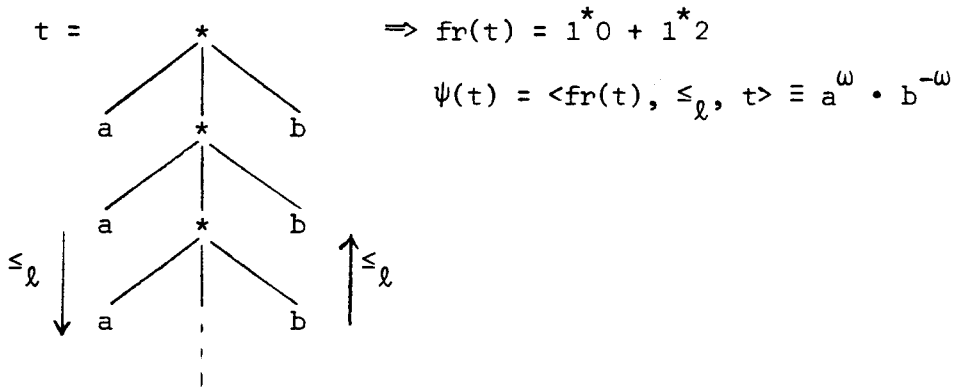 t = * ⟹ fr(t) = 1*0 + 1*2
ψ(t) = <fr(t), ≤ℓ, t> ≡ a^ω · b^-ω
a * b
a * b
≤ℓ ≤ℓ
a b